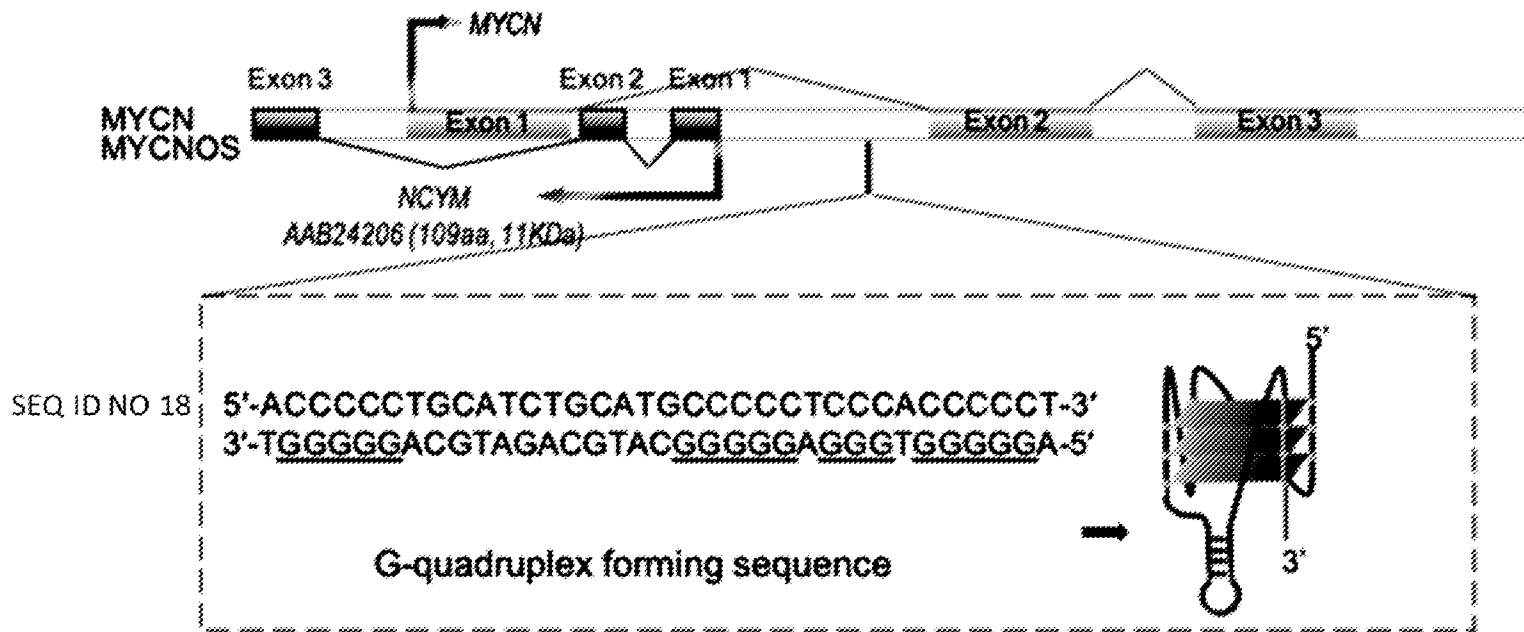 MYCN
Exon 3 Exon 2 Exon 1
MYCN Exon 1 Exon 2 Exon 3
MYCNOS
NCYM
AAB24206 (109aa, 11KDa)
5'
SEQ ID NO 18 5'-ACCCCCTGCATCTGCATGCCCCCTCCCACCCCCT-3'
3'-TGGGGGACGTAGACGTACGGGGGAGGGTGGGGGA-5'
3'
G-quadruplex forming sequence